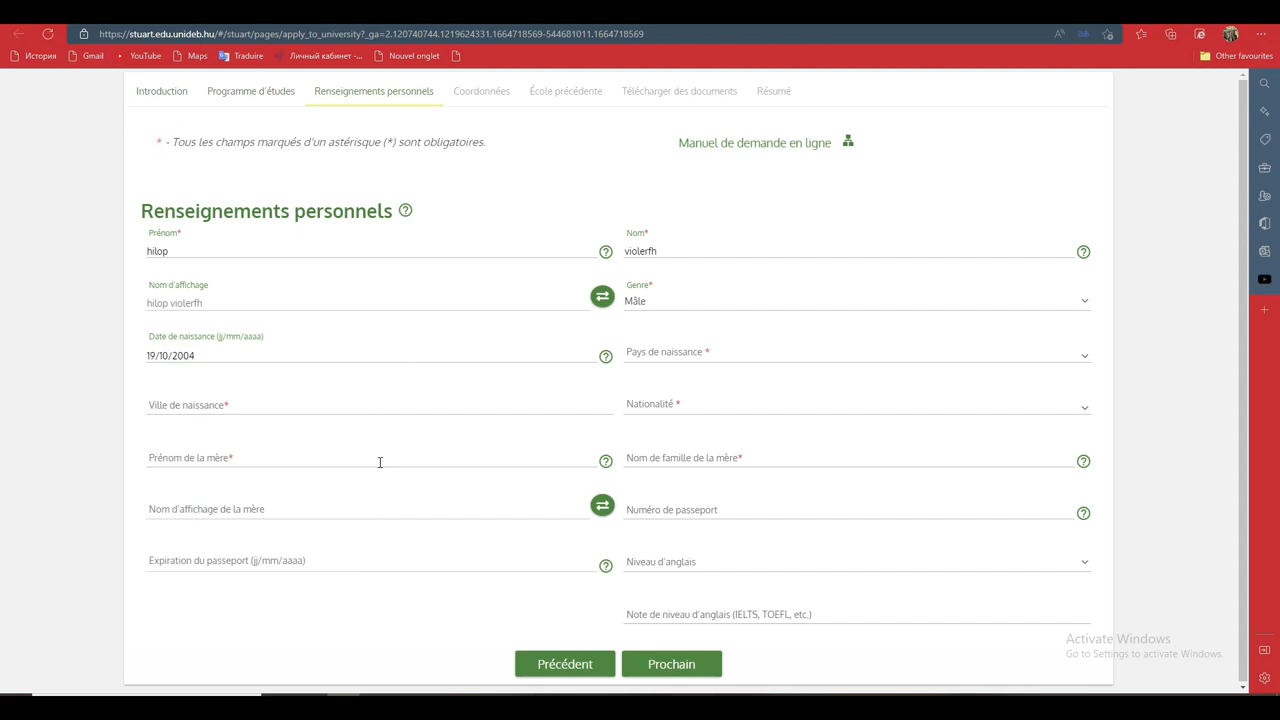 https://stuart.edu.unideb.hu/#/stuart/pages/apply_to_university?_ga=2.120740744.1219624331.1664718569-544681011.1664718569
История Gmail YouTube Maps Traduire Личный кабинет -... Nouvel onglet Other favourites
Introduction Programme d'études Renseignements personnels Coordonnées École précédente Télécharger des documents Résumé
* - Tous les champs marqués d'un astérisque (*) sont obligatoires. Manuel de demande en ligne
Renseignements personnels
Prénom* Nom*
hilop violerfh
Nom d'affichage Genre*
hilop violerfh Mâle
Date de naissance (jj/mm/aaaa)
19/10/2004 Pays de naissance *
Ville de naissance* Nationalité *
Prénom de la mère* Nom de famille de la mère*
Nom d'affichage de la mère Numéro de passeport
Expiration du passeport (jj/mm/aaaa) Niveau d'anglais
Note de niveau d'anglais (IELTS, TOEFL, etc.)
Activate Windows
Go to Settings to activate Windows.
Précédent Prochain